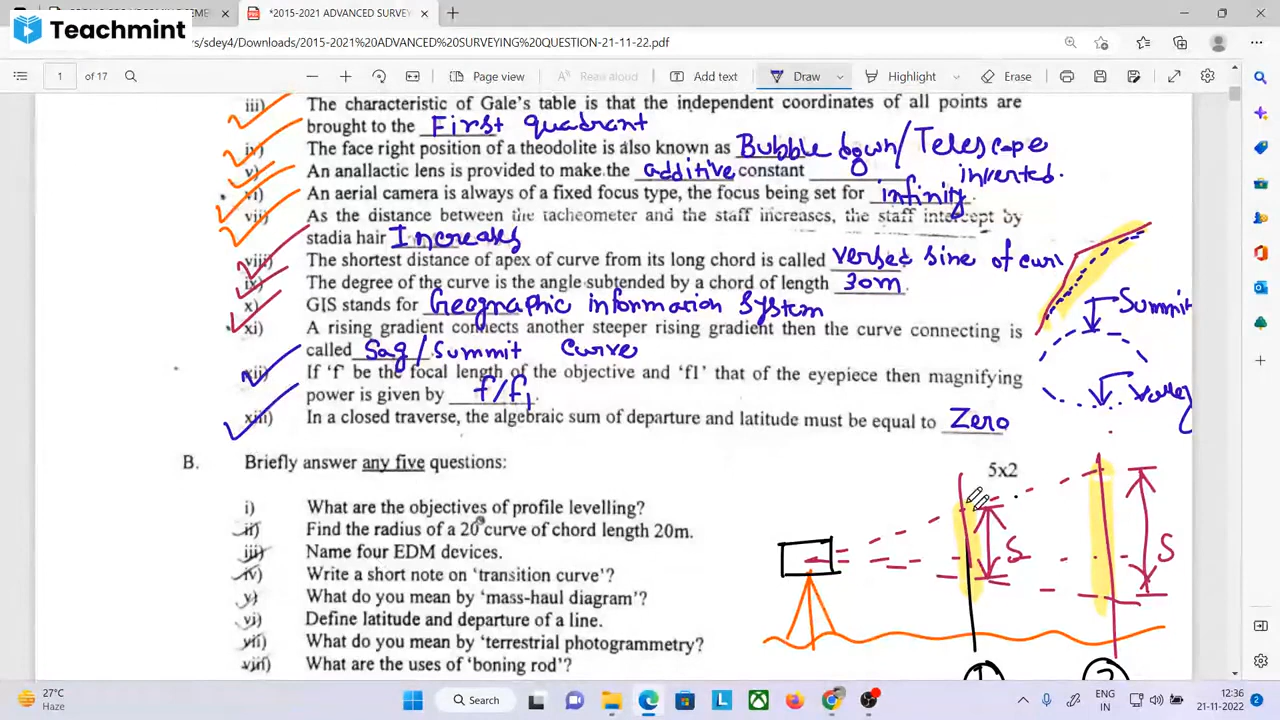 *2015-2021 ADVANCED SURVEY
Teachmint
rs/sdey4/Downloads/2015-2021%20ADVANCED%20SURVEYING%20QUESTION-21-11-22.pdf
1 of 17 Page view Read aloud Add text Draw Highlight Erase
iii) The characteristic of Gale's table is that the independent coordinates of all points are
brought to the First quadrant
iv) The face right position of a theodolite is also known as Bubble down/Telescope
inverted.
v) An anallactic lens is provided to make the additive constant
vi) An aerial camera is always of a fixed focus type, the focus being set for infinity.
vii) As the distance between the tacheometer and the staff increases, the staff intercept by
stadia hair Increases
viii) The shortest distance of apex of curve from its long chord is called versed sine of curv
ix) The degree of the curve is the angle subtended by a chord of length 30m.
x) GIS stands for Geographic information System
Summit
xi) A rising gradient connects another steeper rising gradient then the curve connecting is
called Sag/Summit Curve
xii) If 'f' be the focal length of the objective and 'f1' that of the eyepiece then magnifying
power is given by f/f1.
Valley
xiii) In a closed traverse, the algebraic sum of departure and latitude must be equal to Zero
B. Briefly answer any five questions: 5x2
i) What are the objectives of profile levelling?
ii) Find the radius of a 20° curve of chord length 20m.
iii) Name four EDM devices.
iv) Write a short note on 'transition curve'?
v) What do you mean by 'mass-haul diagram'?
vi) Define latitude and departure of a line.
vii) What do you mean by 'terrestrial photogrammetry?
viii) What are the uses of 'boning rod'?
S S
1 2
27°C
Haze
Search
ENG
IN
12:36
21-11-2022